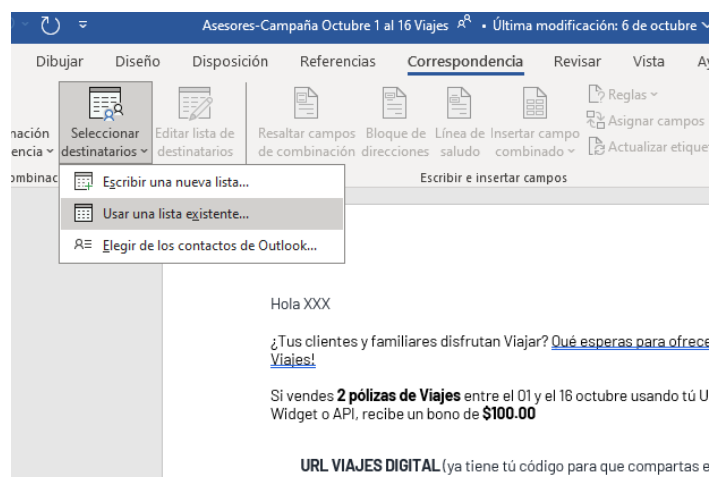 Asesores-Campaña Octubre 1 al 16 Viajes • Última modificación: 6 de octubre
Dibujar Diseño Disposición Referencias Correspondencia Revisar Vista
Seleccionar destinatarios
Editar lista de destinatarios
Resaltar campos de combinación
Bloque de direcciones
Línea de saludo
Insertar campo combinado
Reglas
Asignar campos
Actualizar
Escribir e insertar campos
Escribir una nueva lista...
Usar una lista existente...
Elegir de los contactos de Outlook...
Hola XXX
¿Tus clientes y familiares disfrutan Viajar? Qué esperas para
Viajes!
Si vendes 2 pólizas de Viajes entre el 01 y el 16 octubre usando tú
Widget o API, recibe un bono de $100.00
URL VIAJES DIGITAL (ya tiene tú código para que compartas